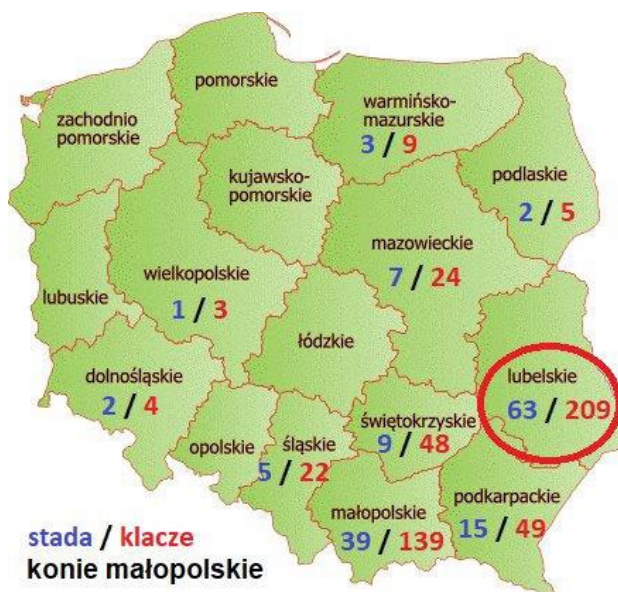 pomorskie
zachodnio
pomorskie
warmińsko-
mazurskie
3 / 9
kujawsko-
pomorskie
podlaskie
2 / 5
mazowieckie
7 / 24
wielkopolskie
1 / 3
lubuskie
łódzkie
dolnośląskie
2 / 4
lubelskie
63 / 209
opolskie
śląskie
5 / 22
świętokrzyskie
9 / 48
małopolskie
39 / 139
podkarpackie
15 / 49
stada / klacze
konie małopolskie